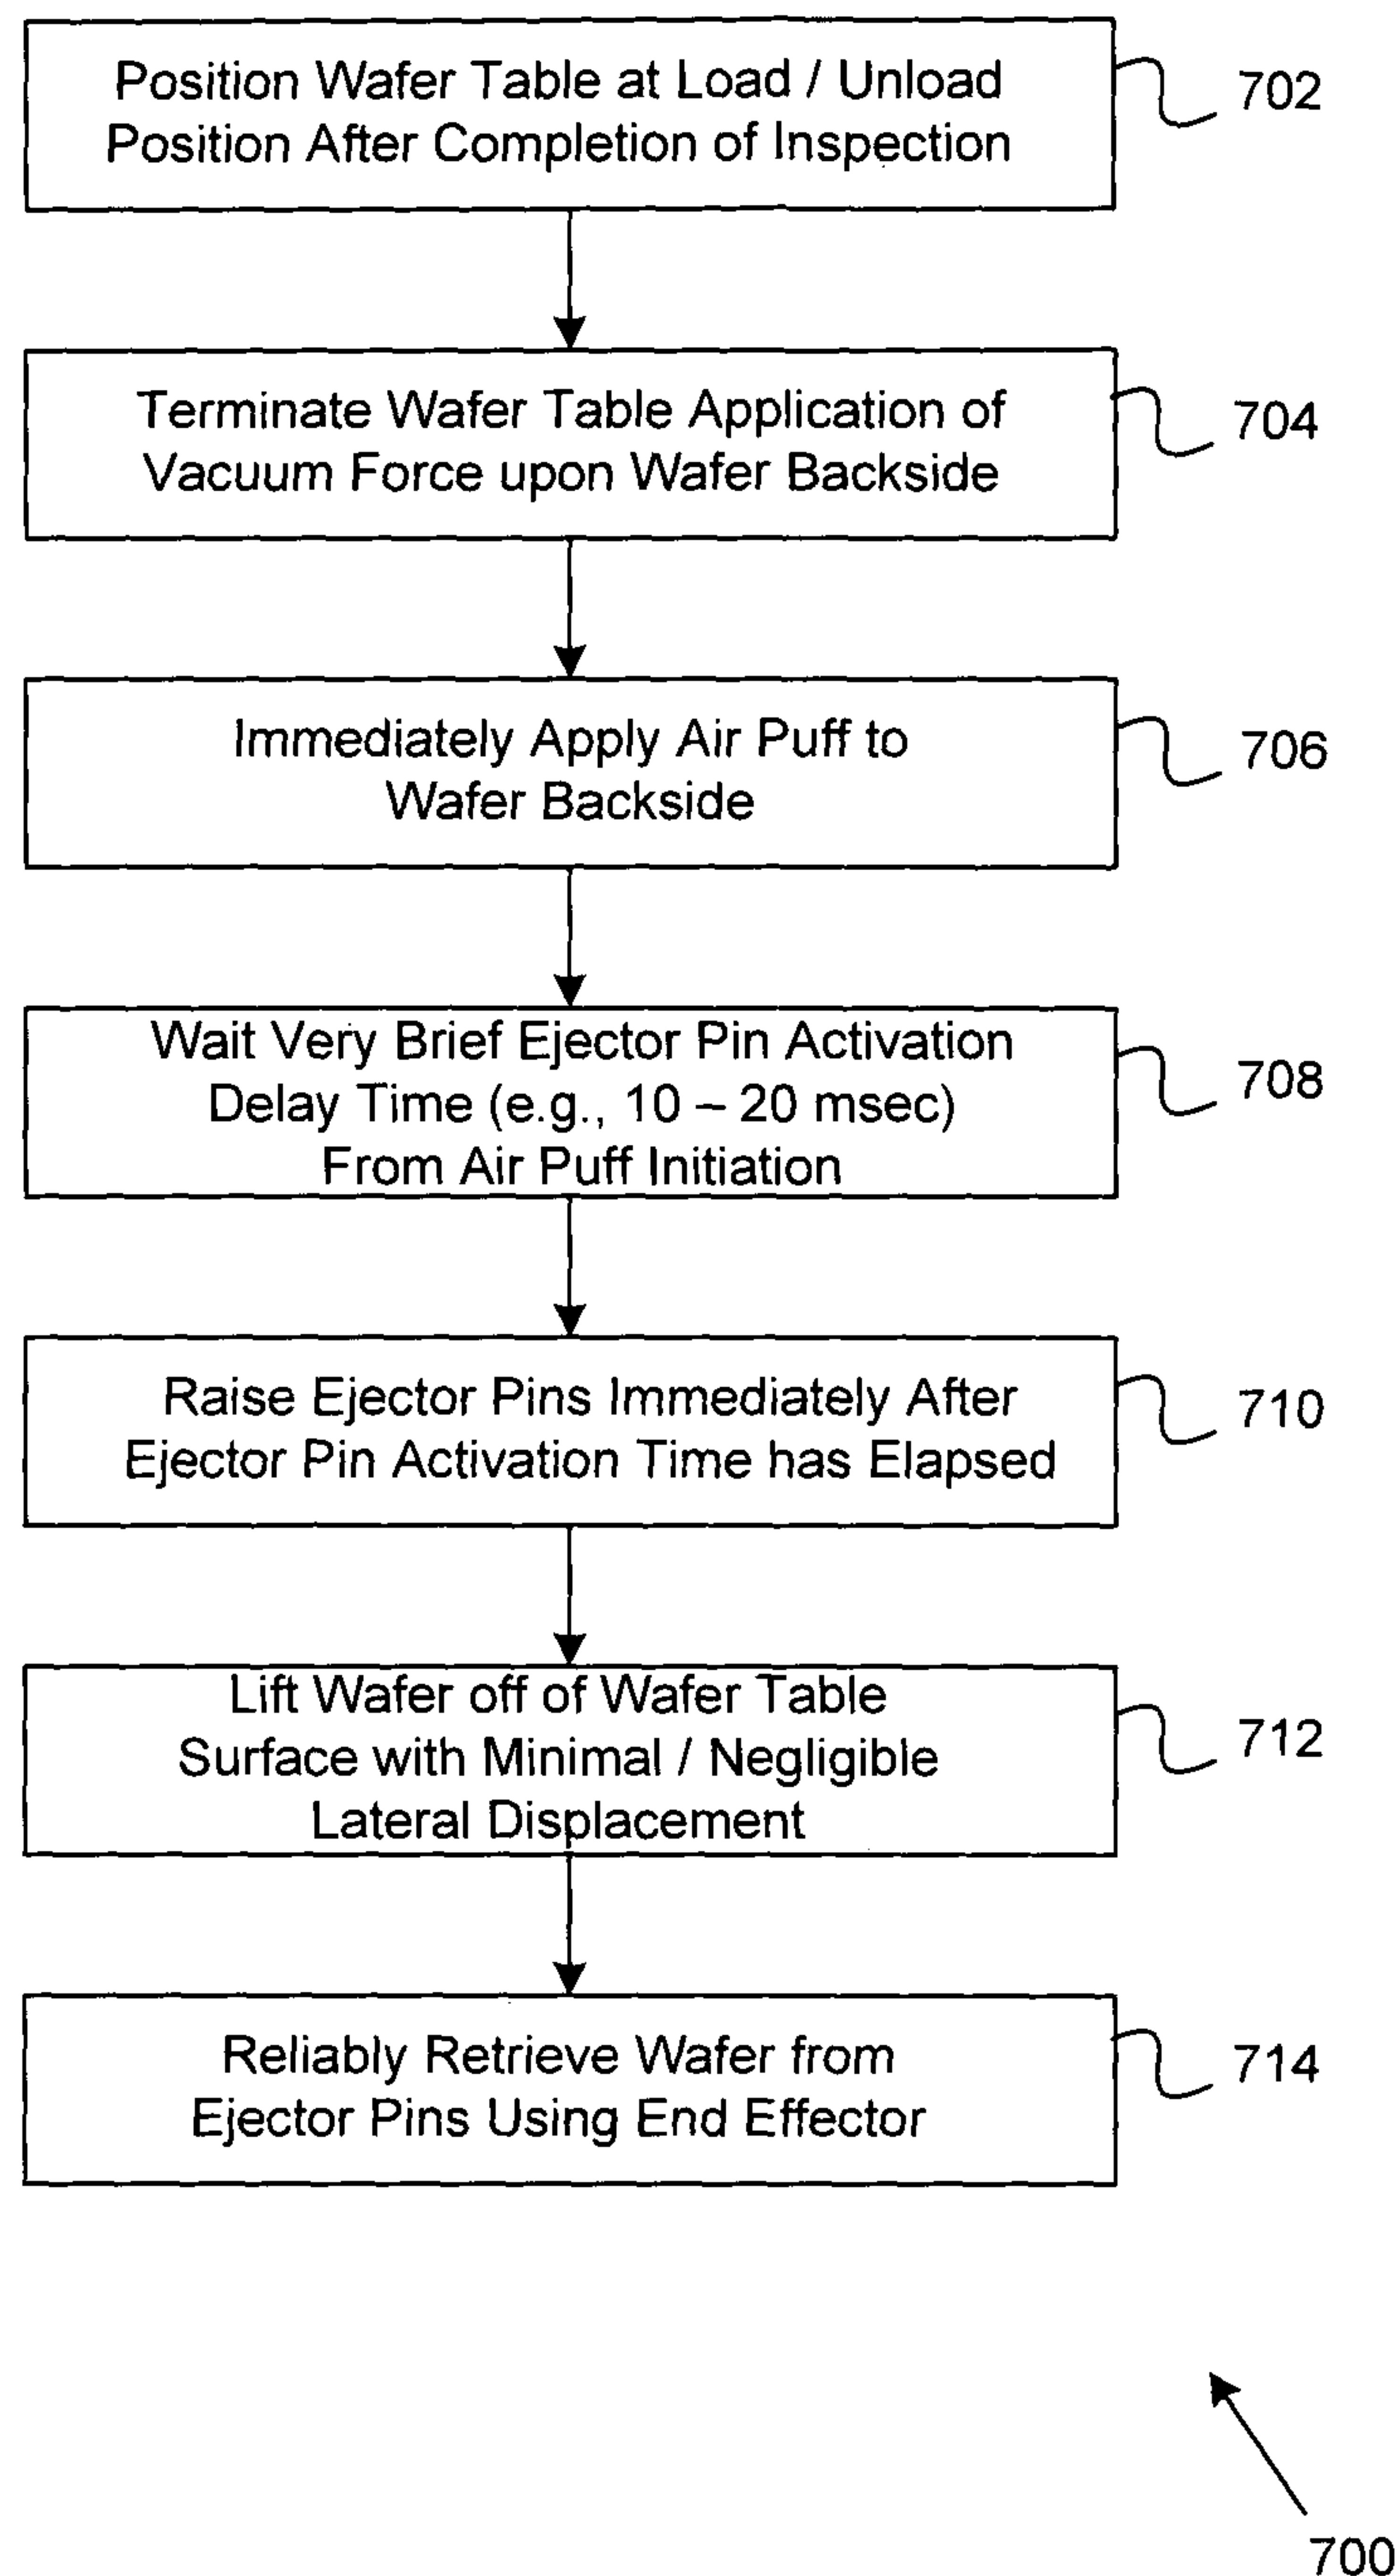 Position Wafer Table at Load / Unload
Position After Completion of Inspection
702
Terminate Wafer Table Application of
Vacuum Force upon Wafer Backside
704
Immediately Apply Air Puff to
Wafer Backside
706
Wait Very Brief Ejector Pin Activation
Delay Time (e.g., 10 – 20 msec)
From Air Puff Initiation
708
Raise Ejector Pins Immediately After
Ejector Pin Activation Time has Elapsed
710
Lift Wafer off of Wafer Table
Surface with Minimal / Negligible
Lateral Displacement
712
Reliably Retrieve Wafer from
Ejector Pins Using End Effector
714
700